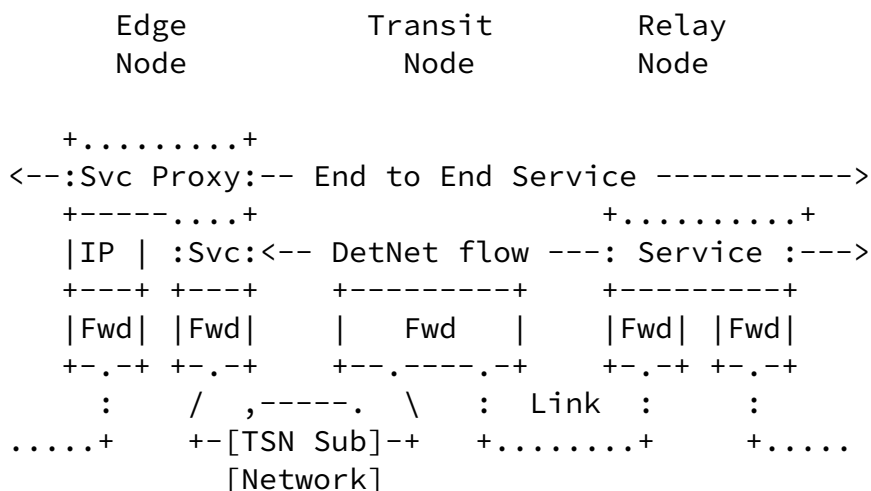 Edge Transit Relay
Node Node Node
+.........+
<--:Svc Proxy:-- End to End Service ----------->
+-----....+ +..........+
|IP | :Svc:<-- DetNet flow ---: Service :--->
+---+ +---+ +---------+ +---------+
|Fwd| |Fwd| | Fwd | |Fwd| |Fwd|
+-.-+ +-.-+ +--.----.-+ +-.-+ +-.-+
: / ,-----. \ : Link : :
.....+ +-[TSN Sub]-+ +........+ +.....
[Network]